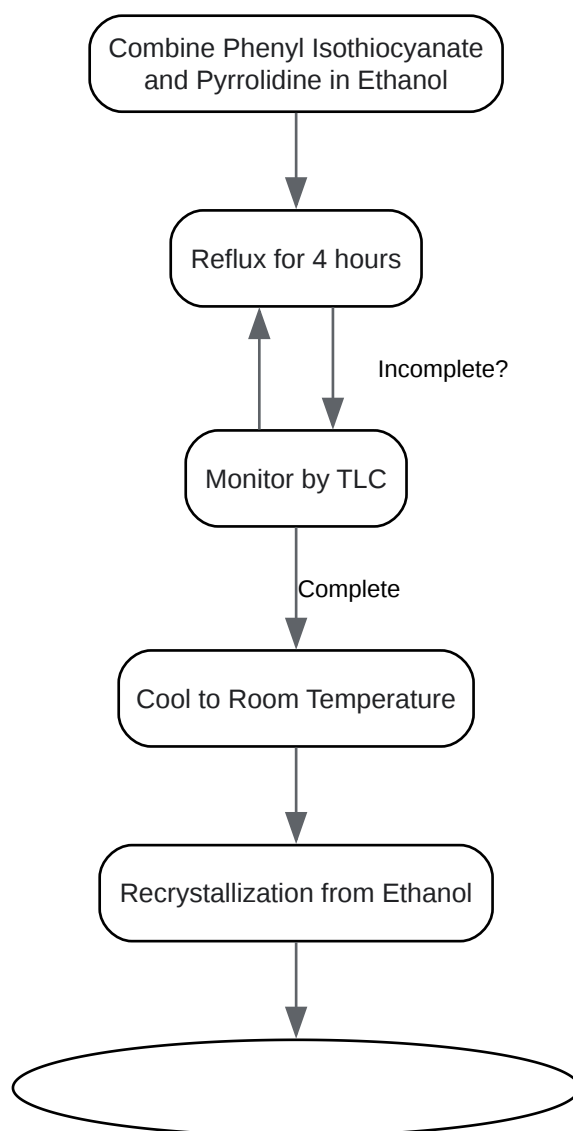 Combine Phenyl Isothiocyanate
and Pyrrolidine in Ethanol
Reflux for 4 hours
Incomplete?
Monitor by TLC
Complete
Cool to Room Temperature
Recrystallization from Ethanol